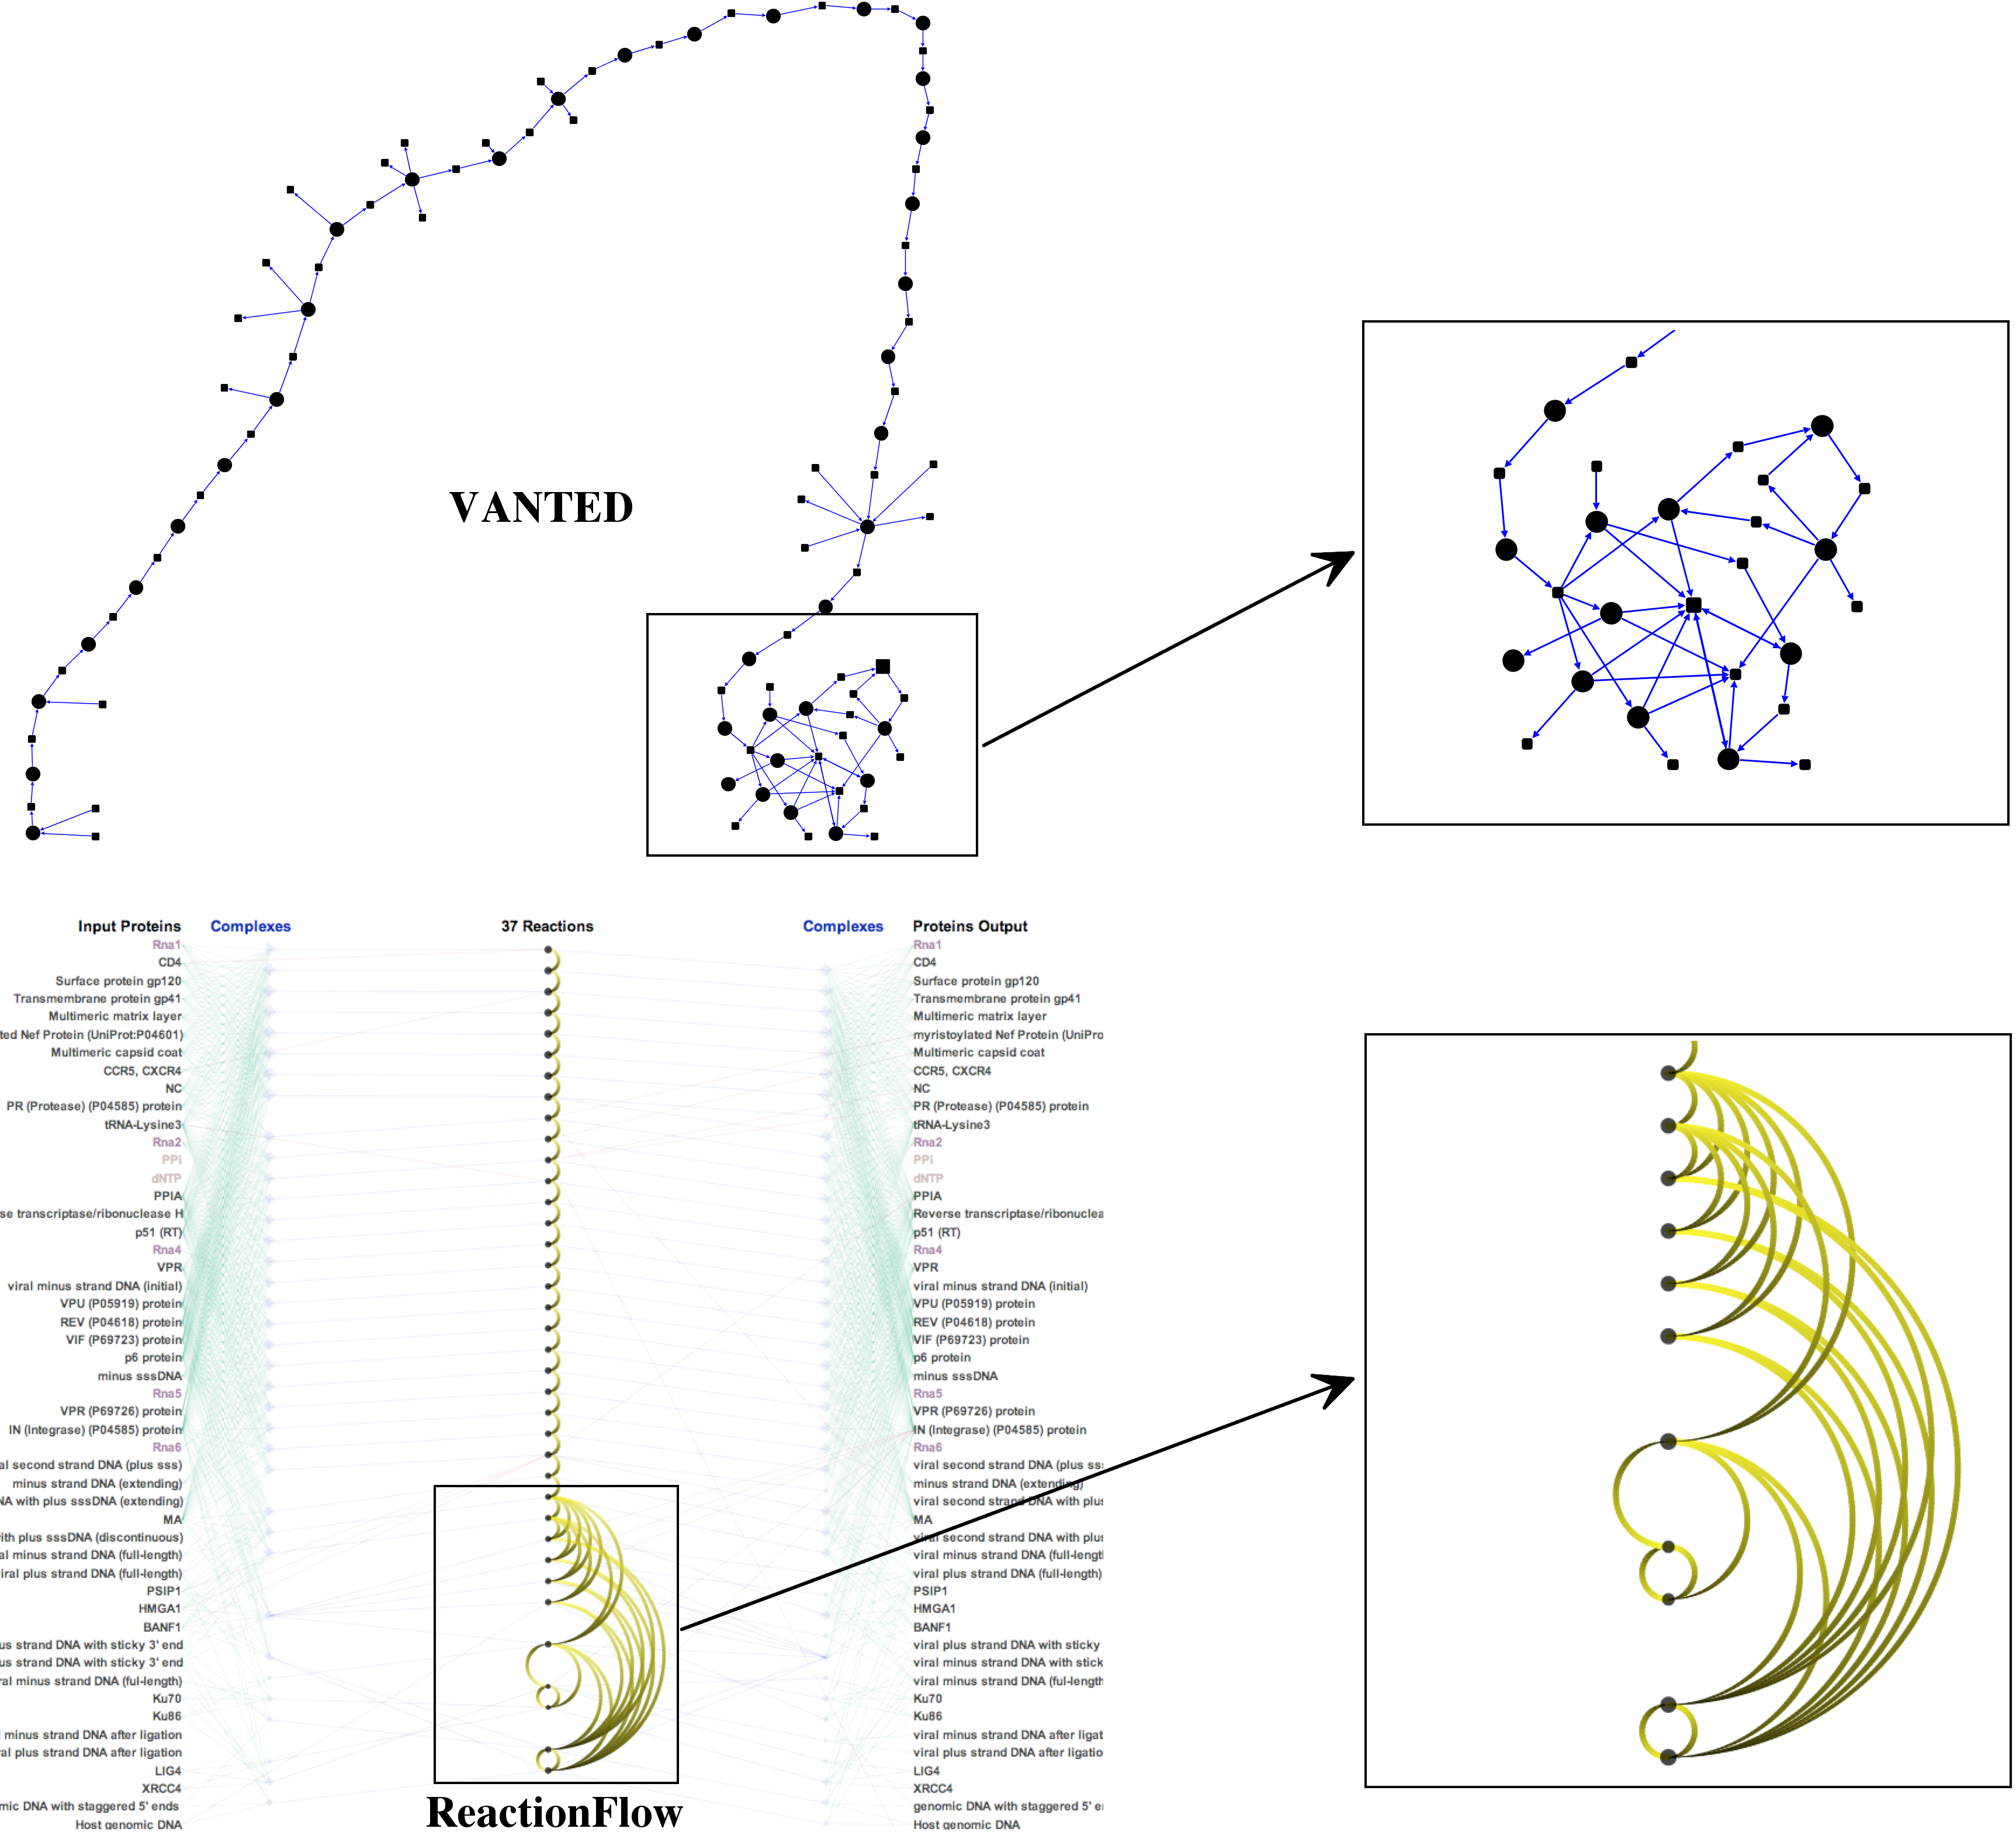 VANTED
Input Proteins Complexes 37 Reactions Complexes Proteins Output
Rna1 Rna1
CD4 CD4
Surface protein gp120 Surface protein gp120
Transmembrane protein gp41 Transmembrane protein gp41
Multimeric matrix layer Multimeric matrix layer
ted Nef Protein (UniProt:P04601) myristoylated Nef Protein (UniPro
Multimeric capsid coat Multimeric capsid coat
CCR5, CXCR4 CCR5, CXCR4
NC NC
PR (Protease) (P04585) protein PR (Protease) (P04585) protein
tRNA-Lysine3 tRNA-Lysine3
Rna2 Rna2
PPi PPi
dNTP dNTP
PPIA PPIA
se transcriptase/ribonuclease H Reverse transcriptase/ribonuclea
p51 (RT) p51 (RT)
Rna4 Rna4
VPR VPR
viral minus strand DNA (initial) viral minus strand DNA (initial)
VPU (P05919) protein VPU (P05919) protein
REV (P04618) protein REV (P04618) protein
VIF (P69723) protein VIF (P69723) protein
p6 protein p6 protein
minus sssDNA minus sssDNA
Rna5 Rna5
VPR (P69726) protein VPR (P69726) protein
IN (Integrase) (P04585) protein IN (Integrase) (P04585) protein
Rna6 Rna6
al second strand DNA (plus sss) viral second strand DNA (plus sss
minus strand DNA (extending) minus strand DNA (extending)
NA with plus sssDNA (extending) viral second strand DNA with plus
MA MA
ith plus sssDNA (discontinuous) viral second strand DNA with plus
al minus strand DNA (full-length) viral minus strand DNA (full-lengt
iral plus strand DNA (full-length) viral plus strand DNA (full-length)
PSIP1 PSIP1
HMGA1 HMGA1
BANF1 BANF1
us strand DNA with sticky 3' end viral plus strand DNA with sticky
us strand DNA with sticky 3' end viral minus strand DNA with stick
ral minus strand DNA (ful-length) viral minus strand DNA (ful-length
Ku70 Ku70
Ku86 Ku86
minus strand DNA after ligation viral minus strand DNA after ligat
ral plus strand DNA after ligation viral plus strand DNA after ligatio
LIG4 LIG4
XRCC4 XRCC4
mic DNA with staggered 5' ends genomic DNA with staggered 5' e
Host genomic DNA Host genomic DNA
ReactionFlow